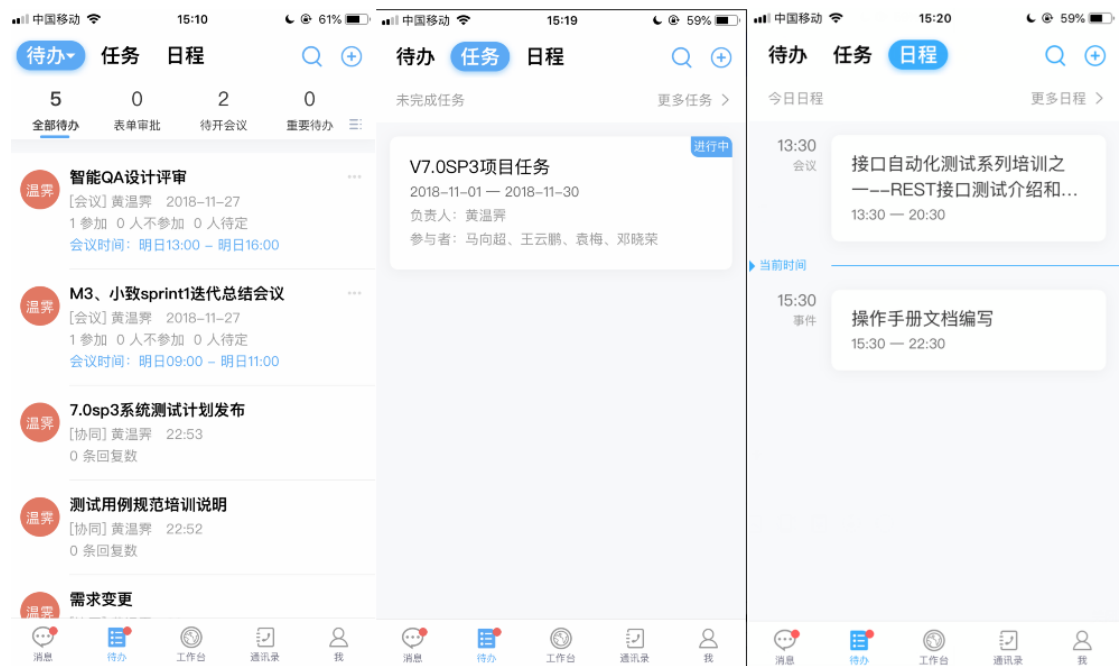 中国移动
15:10
61%
待办
任务
日程
5
0
2
0
全部待办
表单审批
待开会议
重要待办
温霁
智能QA设计评审
[会议] 黄温霁 2018-11-27
1 参加 0 人不参加 0 人待定
会议时间：明日13:00 - 明日16:00
温霁
M3、小致sprint1迭代总结会议
[会议] 黄温霁 2018-11-27
1 参加 0 人不参加 0 人待定
会议时间：明日09:00 - 明日11:00
温霁
7.0sp3系统测试计划发布
[协同] 黄温霁 22:53
0 条回复数
温霁
测试用例规范培训说明
[协同] 黄温霁 22:52
0 条回复数
温霁
需求变更
消息
待办
工作台
通讯录
我
中国移动
15:19
59%
待办
任务
日程
未完成任务
更多任务
进行中
V7.0SP3项目任务
2018-11-01 — 2018-11-30
负责人：黄温霁
参与者：马向超、王云鹏、袁梅、邓晓荣
消息
待办
工作台
通讯录
我
中国移动
15:20
59%
待办
任务
日程
今日日程
更多日程
13:30
会议
接口自动化测试系列培训之
一--REST接口测试介绍和...
13:30 — 20:30
当前时间
15:30
事件
操作手册文档编写
15:30 — 22:30
消息
待办
工作台
通讯录
我